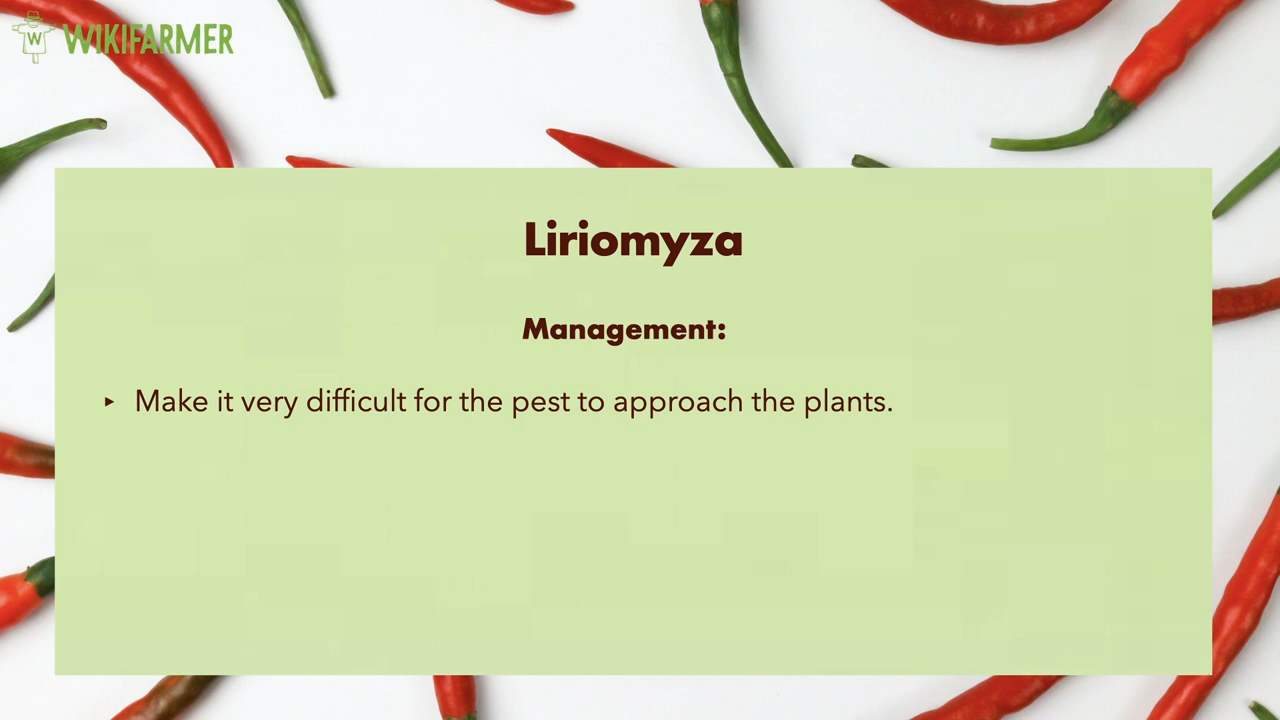 W WIKIFARMER
Liriomyza
Management:
‣ Make it very difficult for the pest to approach the plants.